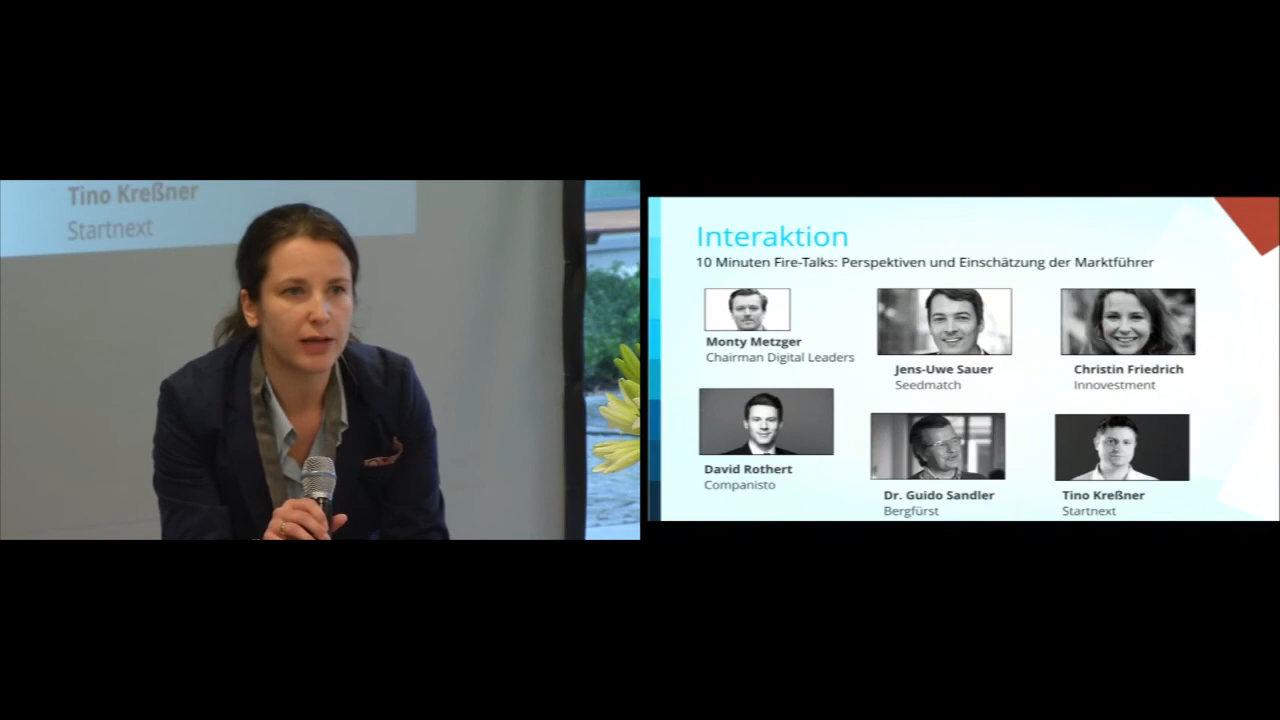 Tino Kreßner
Startnext
Interaktion
10 Minuten Fire-Talks: Perspektiven und Einschätzung der Marktführer
Monty Metzger
Chairman Digital Leaders
Jens-Uwe Sauer
Seedmatch
Christin Friedrich
Innovestment
David Rothert
Companisto
Dr. Guido Sandler
Bergfürst
Tino Kreßner
Startnext